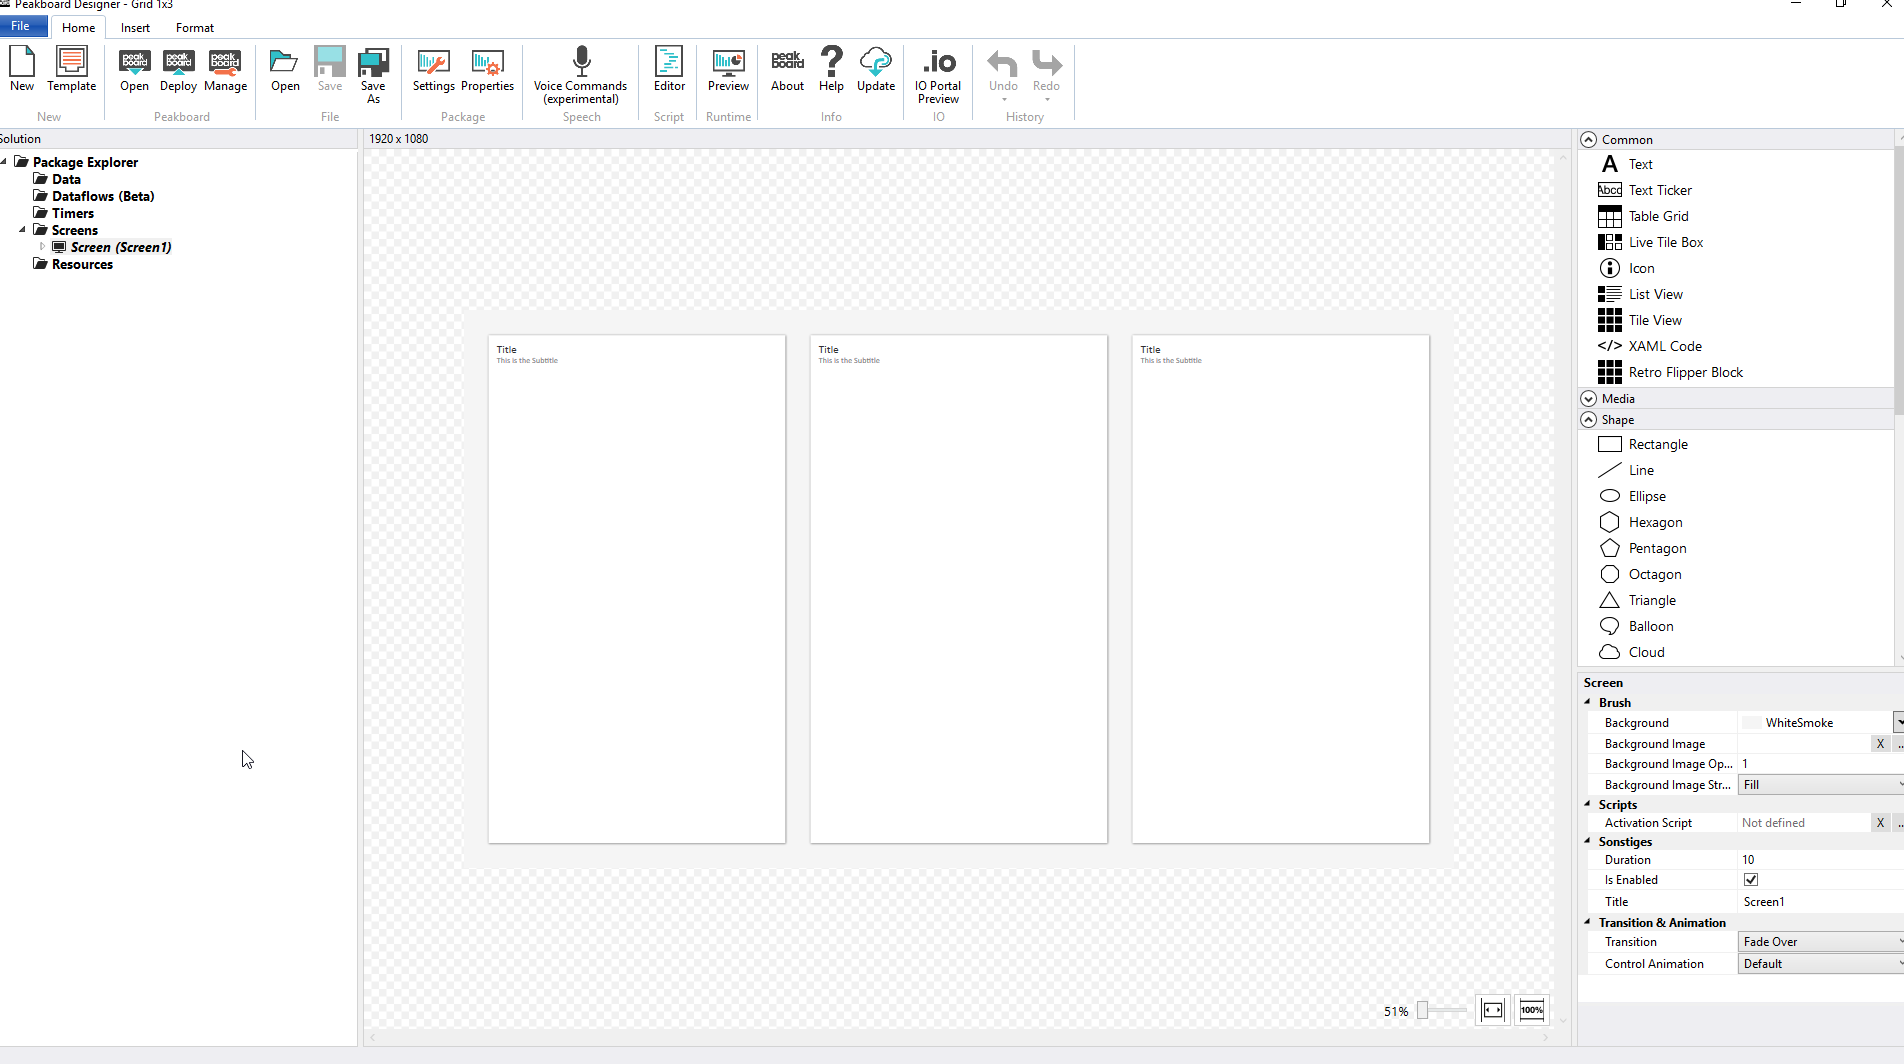 Peakboard Designer - Grid 1x3
File Home Insert Format
New Template Open Deploy Manage Open Save Save As Settings Properties Voice Commands (experimental) Editor Preview About Help Update IO Portal Preview Undo Redo
New Peakboard File Package Speech Script Runtime Info IO History
Solution
Package Explorer
Data
Dataflows (Beta)
Timers
Screens
Screen (Screen1)
Resources
1920 x 1080
Title
This is the Subtitle
Title
This is the Subtitle
Title
This is the Subtitle
51%
100%
Common
Text
Text Ticker
Table Grid
Live Tile Box
Icon
List View
Tile View
XAML Code
Retro Flipper Block
Media
Shape
Rectangle
Line
Ellipse
Hexagon
Pentagon
Octagon
Triangle
Balloon
Cloud
Screen
Brush
Background WhiteSmoke
Background Image X ..
Background Image Op... 1
Background Image Str... Fill
Scripts
Activation Script Not defined X ..
Sonstiges
Duration 10
Is Enabled
Title Screen1
Transition & Animation
Transition Fade Over
Control Animation Default